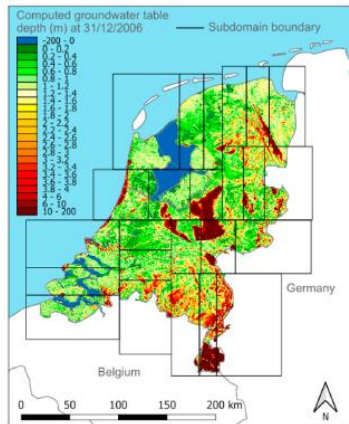 Computed groundwater table
depth (m) at 31/12/2006
Subdomain boundary
-200 - 0
0 - 0.2
0.2 - 0.4
0.4 - 0.6
0.6 - 0.8
0.8 - 1
1 - 1.2
1.2 - 1.4
1.4 - 1.6
1.6 - 1.8
1.8 - 2
2 - 2.2
2.2 - 2.4
2.4 - 2.6
2.6 - 2.8
2.8 - 3
3 - 3.2
3.2 - 3.4
3.4 - 3.6
3.6 - 3.8
3.8 - 4
4 - 6
6 - 10
10 - 200
Germany
Belgium
N
0 50 100 150 200 km